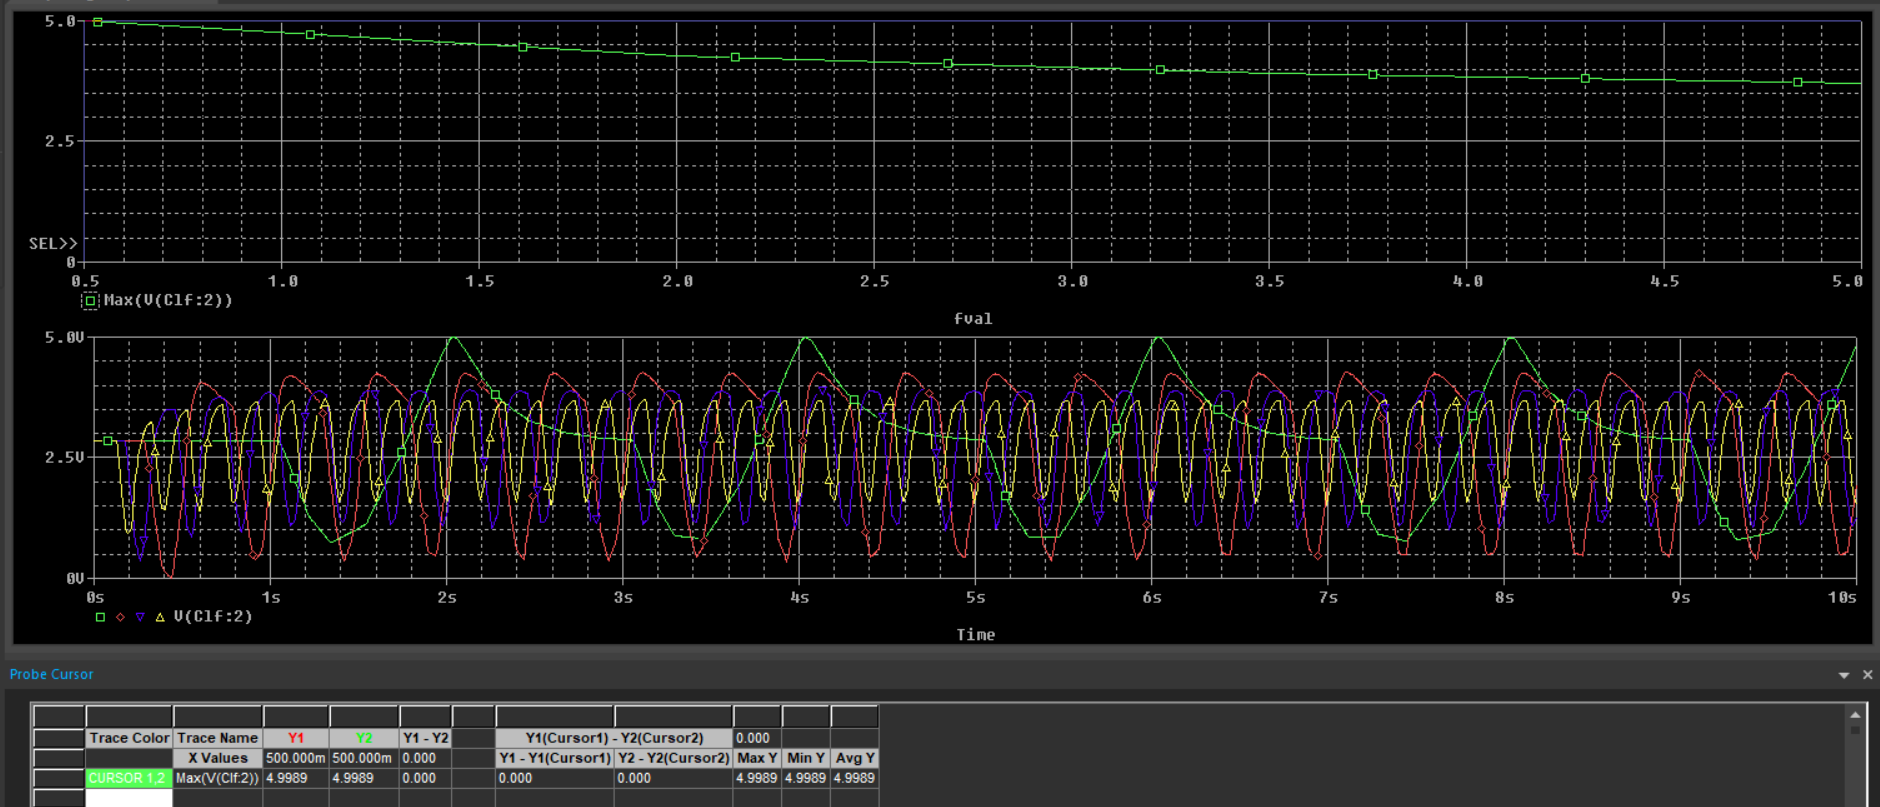 5.0
2.5
SEL>>
0
0.5 1.0 1.5 2.0 2.5 3.0 3.5 4.0 4.5 5.0
Max(V(Clf:2))
fval
5.0V
2.5V
0V
0s 1s 2s 3s 4s 5s 6s 7s 8s 9s 10s
V(Clf:2)
Time
Probe Cursor
Trace Color Trace Name Y1 Y2 Y1 - Y2 Y1(Cursor1) - Y2(Cursor2) 0.000
X Values 500.000m 500.000m 0.000 Y1 - Y1(Cursor1) Y2 - Y2(Cursor2) Max Y Min Y Avg Y
CURSOR 1,2 Max(V(Clf:2)) 4.9989 4.9989 0.000 0.000 0.000 4.9989 4.9989 4.9989